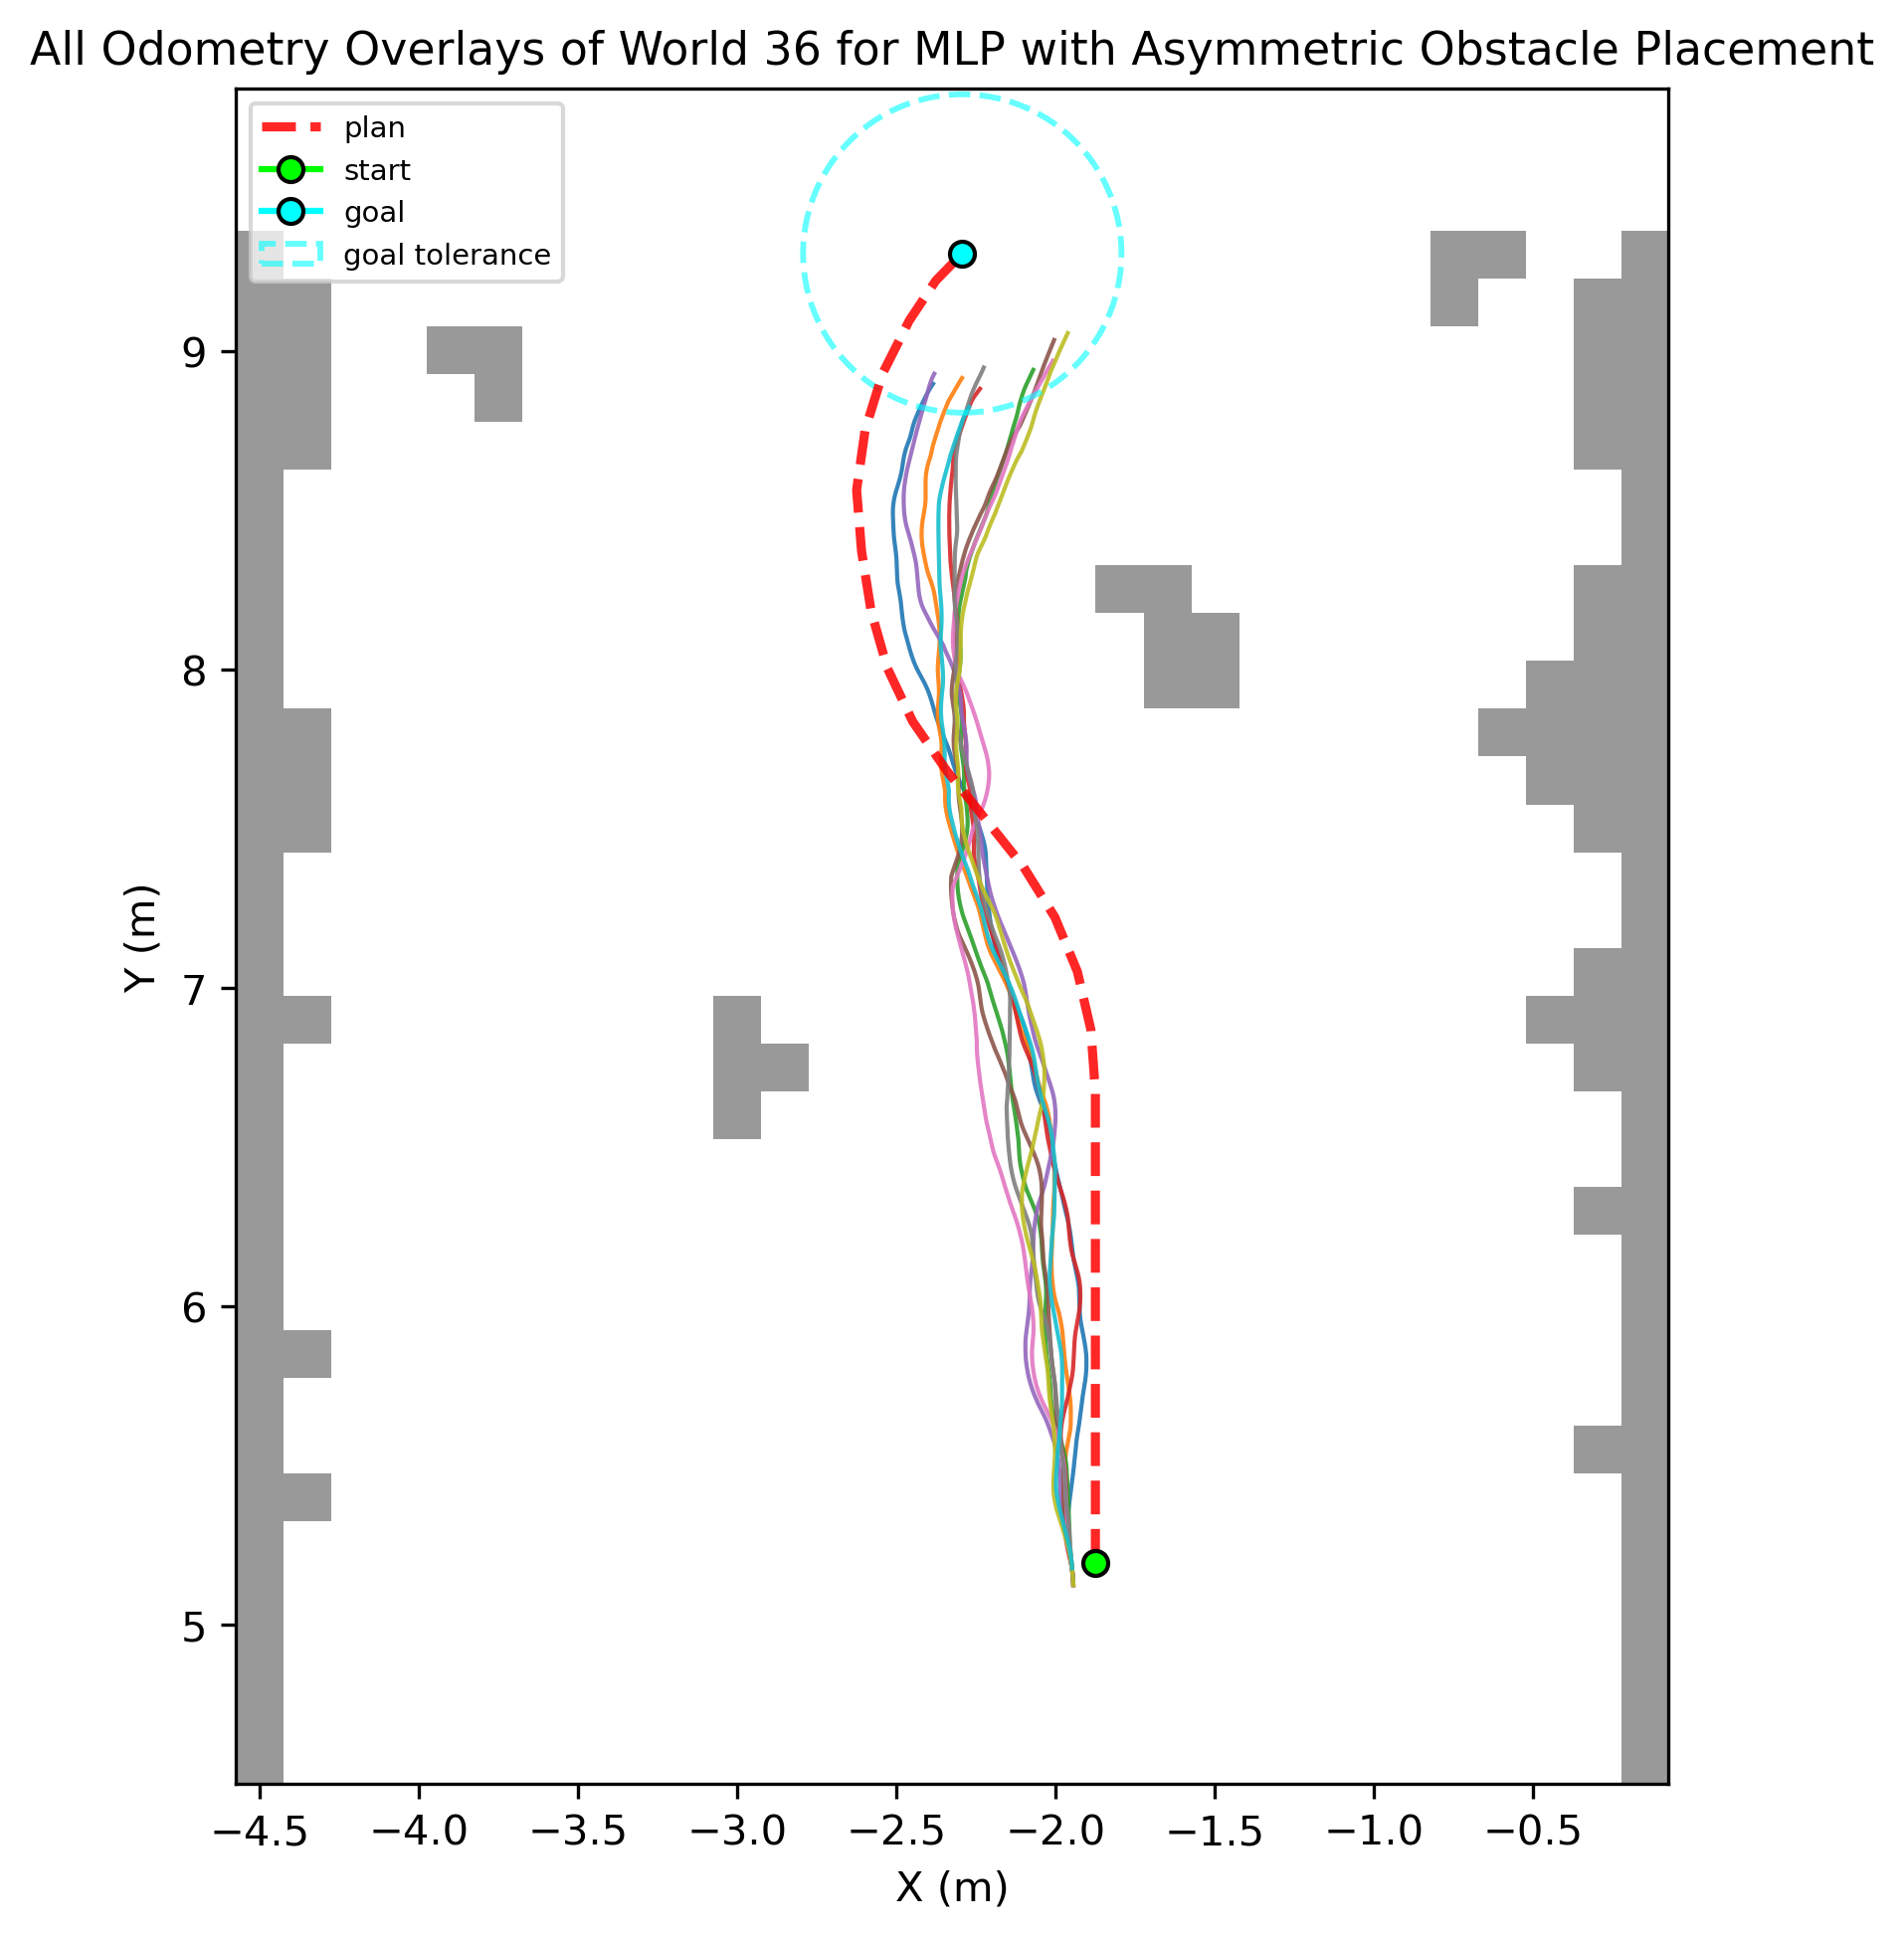 All Odometry Overlays of World 36 for MLP with Asymmetric Obstacle Placement
plan
start
goal
goal tolerance
9
8
7
6
5
Y (m)
−4.5
−4.0
−3.5
−3.0
−2.5
−2.0
−1.5
−1.0
−0.5
X (m)